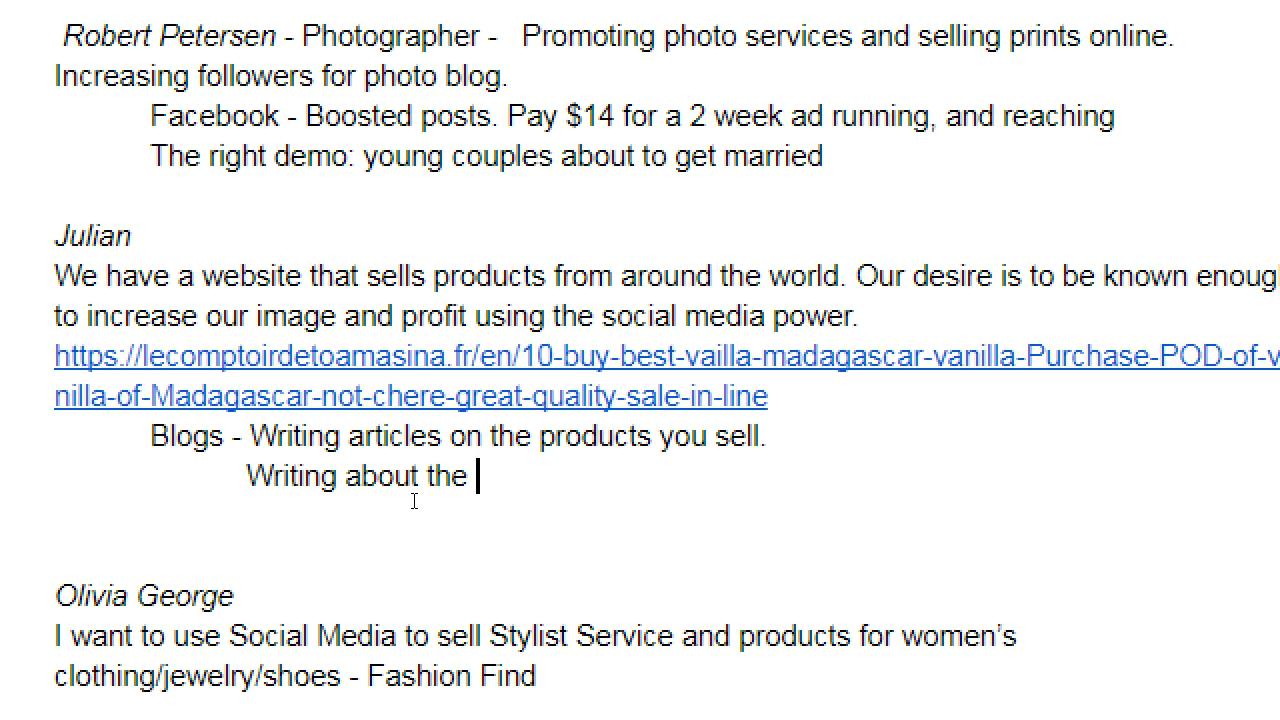 Robert Petersen - Photographer - Promoting photo services and selling prints online.
Increasing followers for photo blog.
Facebook - Boosted posts. Pay $14 for a 2 week ad running, and reaching
The right demo: young couples about to get married
Julian
We have a website that sells products from around the world. Our desire is to be known enoug
to increase our image and profit using the social media power.
https://lecomptoirdetoamasina.fr/en/10-buy-best-vailla-madagascar-vanilla-Purchase-POD-of-v
nilla-of-Madagascar-not-chere-great-quality-sale-in-line
Blogs - Writing articles on the products you sell.
Writing about the
Olivia George
I want to use Social Media to sell Stylist Service and products for women’s
clothing/jewelry/shoes - Fashion Find